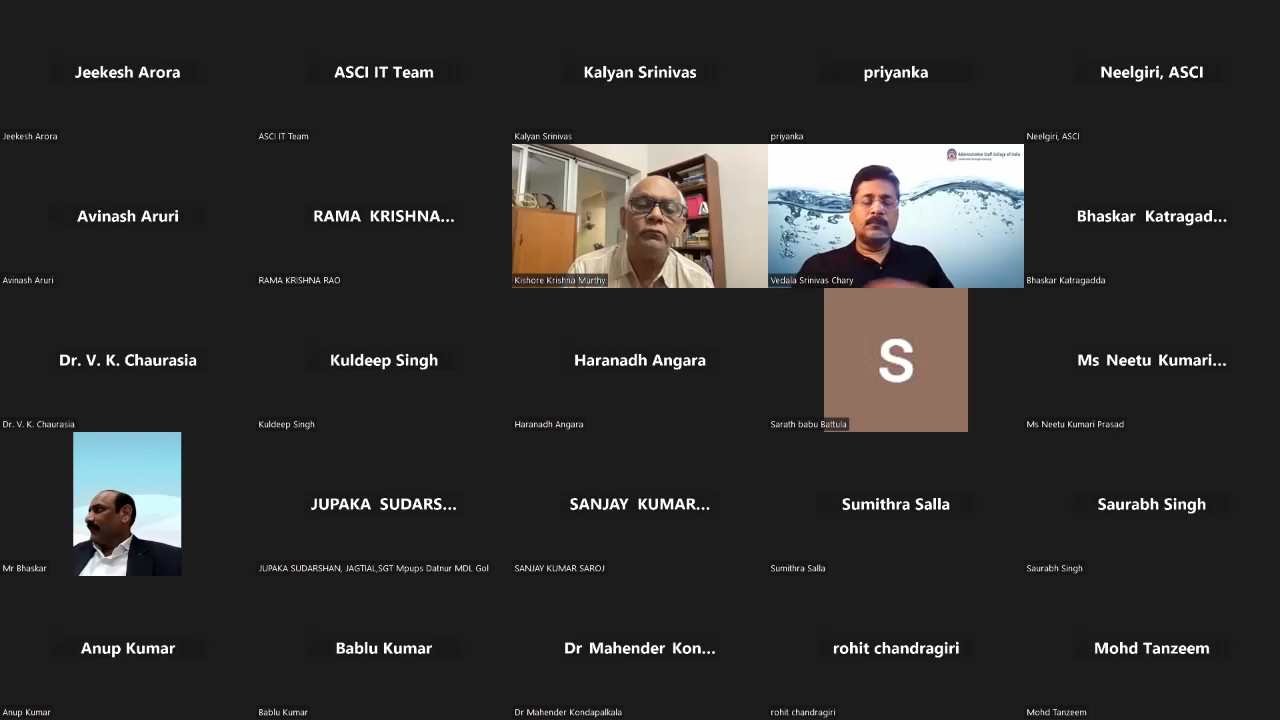 Jeekesh Arora
ASCI IT Team
Kalyan Srinivas
priyanka
Neelgiri, ASCI
Jeekesh Arora
ASCI IT Team
Kalyan Srinivas
priyanka
Neelgiri, ASCI
Administrative Staff College of India
Avinash Aruri
RAMA KRISHNA...
Bhaskar Katragad...
Avinash Aruri
RAMA KRISHNA RAO
Kishore Krishna Murthy
Vedala Srinivas Chary
Bhaskar Katragadda
Dr. V. K. Chaurasia
Kuldeep Singh
Haranadh Angara
S
Ms Neetu Kumari...
Dr. V. K. Chaurasia
Kuldeep Singh
Haranadh Angara
Sarath babu Battula
Ms Neetu Kumari Prasad
JUPAKA SUDARS...
SANJAY KUMAR...
Sumithra Salla
Saurabh Singh
Mr Bhaskar
JUPAKA SUDARSHAN, JAGTIAL,SGT Mpups Datnur MDL Gol
SANJAY KUMAR SAROJ
Sumithra Salla
Saurabh Singh
Anup Kumar
Bablu Kumar
Dr Mahender Kon...
rohit chandragiri
Mohd Tanzeem
Anup Kumar
Bablu Kumar
Dr Mahender Kondapalkala
rohit chandragiri
Mohd Tanzeem